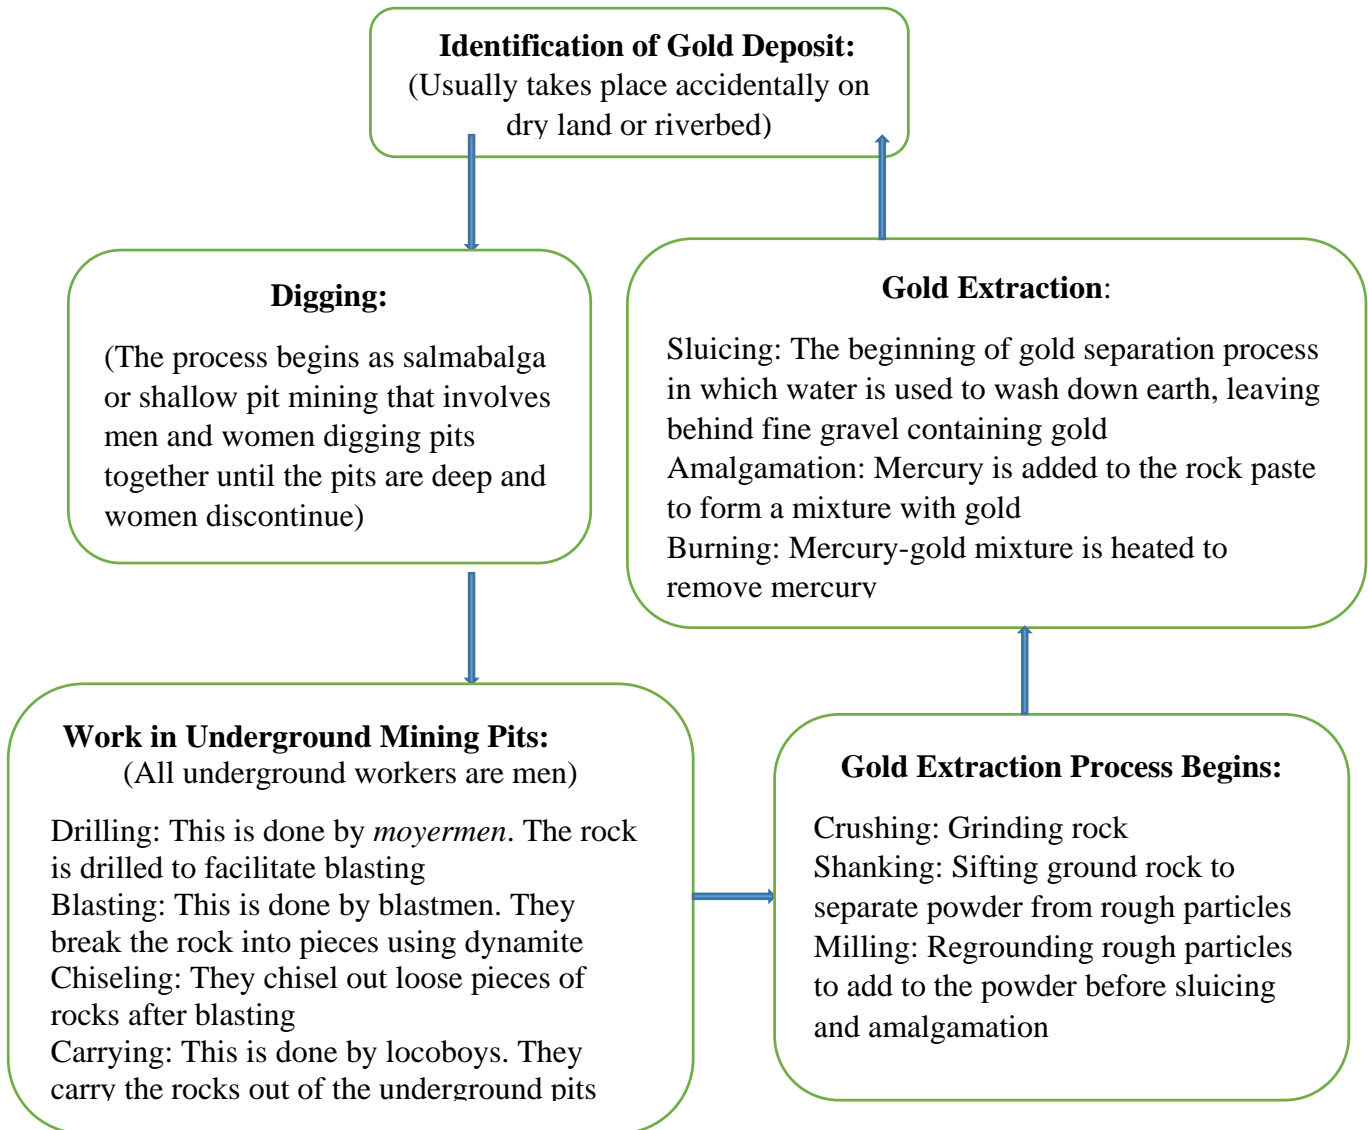 Identification of Gold Deposit:
(Usually takes place accidentally on
dry land or riverbed)
Digging:
(The process begins as salmabalga
or shallow pit mining that involves
men and women digging pits
together until the pits are deep and
women discontinue)
Work in Underground Mining Pits:
(All underground workers are men)
Drilling: This is done by moyermen. The rock
is drilled to facilitate blasting
Blasting: This is done by blastmen. They
break the rock into pieces using dynamite
Chiseling: They chisel out loose pieces of
rocks after blasting
Carrying: This is done by locoboys. They
carry the rocks out of the underground pits
Gold Extraction Process Begins:
Crushing: Grinding rock
Shanking: Sifting ground rock to
separate powder from rough particles
Milling: Regrounding rough particles
to add to the powder before sluicing
and amalgamation
Gold Extraction:
Sluicing: The beginning of gold separation process
in which water is used to wash down earth, leaving
behind fine gravel containing gold
Amalgamation: Mercury is added to the rock paste
to form a mixture with gold
Burning: Mercury-gold mixture is heated to
remove mercury